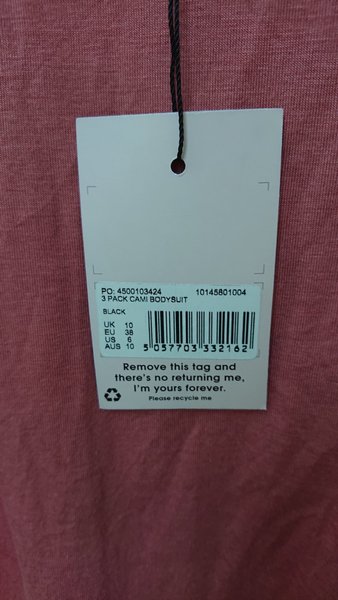 PO: 4500103424 10145801004
3 PACK CAMI BODYSUIT
BLACK
UK 10
EU 38
US 6
AUS 10
5 057703 332162
Remove this tag and
there's no returning me,
I'm yours forever.
Please recycle me